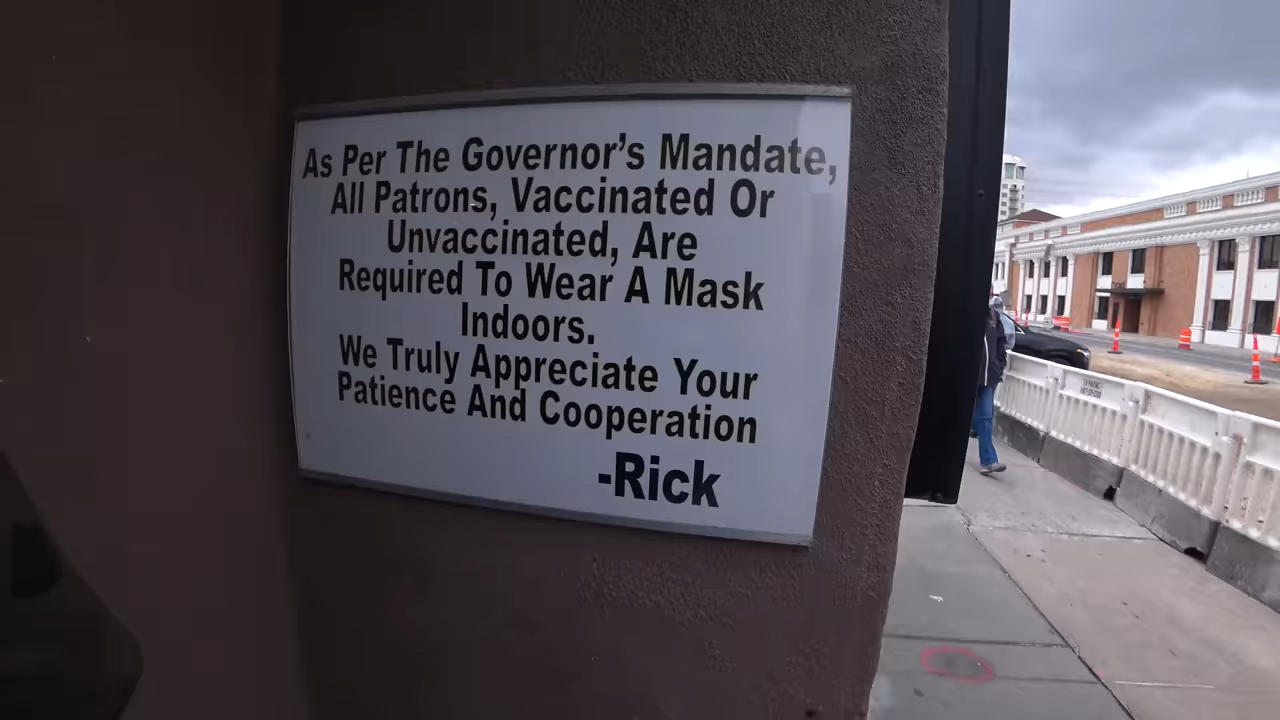 As Per The Governor's Mandate,
All Patrons, Vaccinated Or
Unvaccinated, Are
Required To Wear A Mask
Indoors.
We Truly Appreciate Your
Patience And Cooperation
-Rick